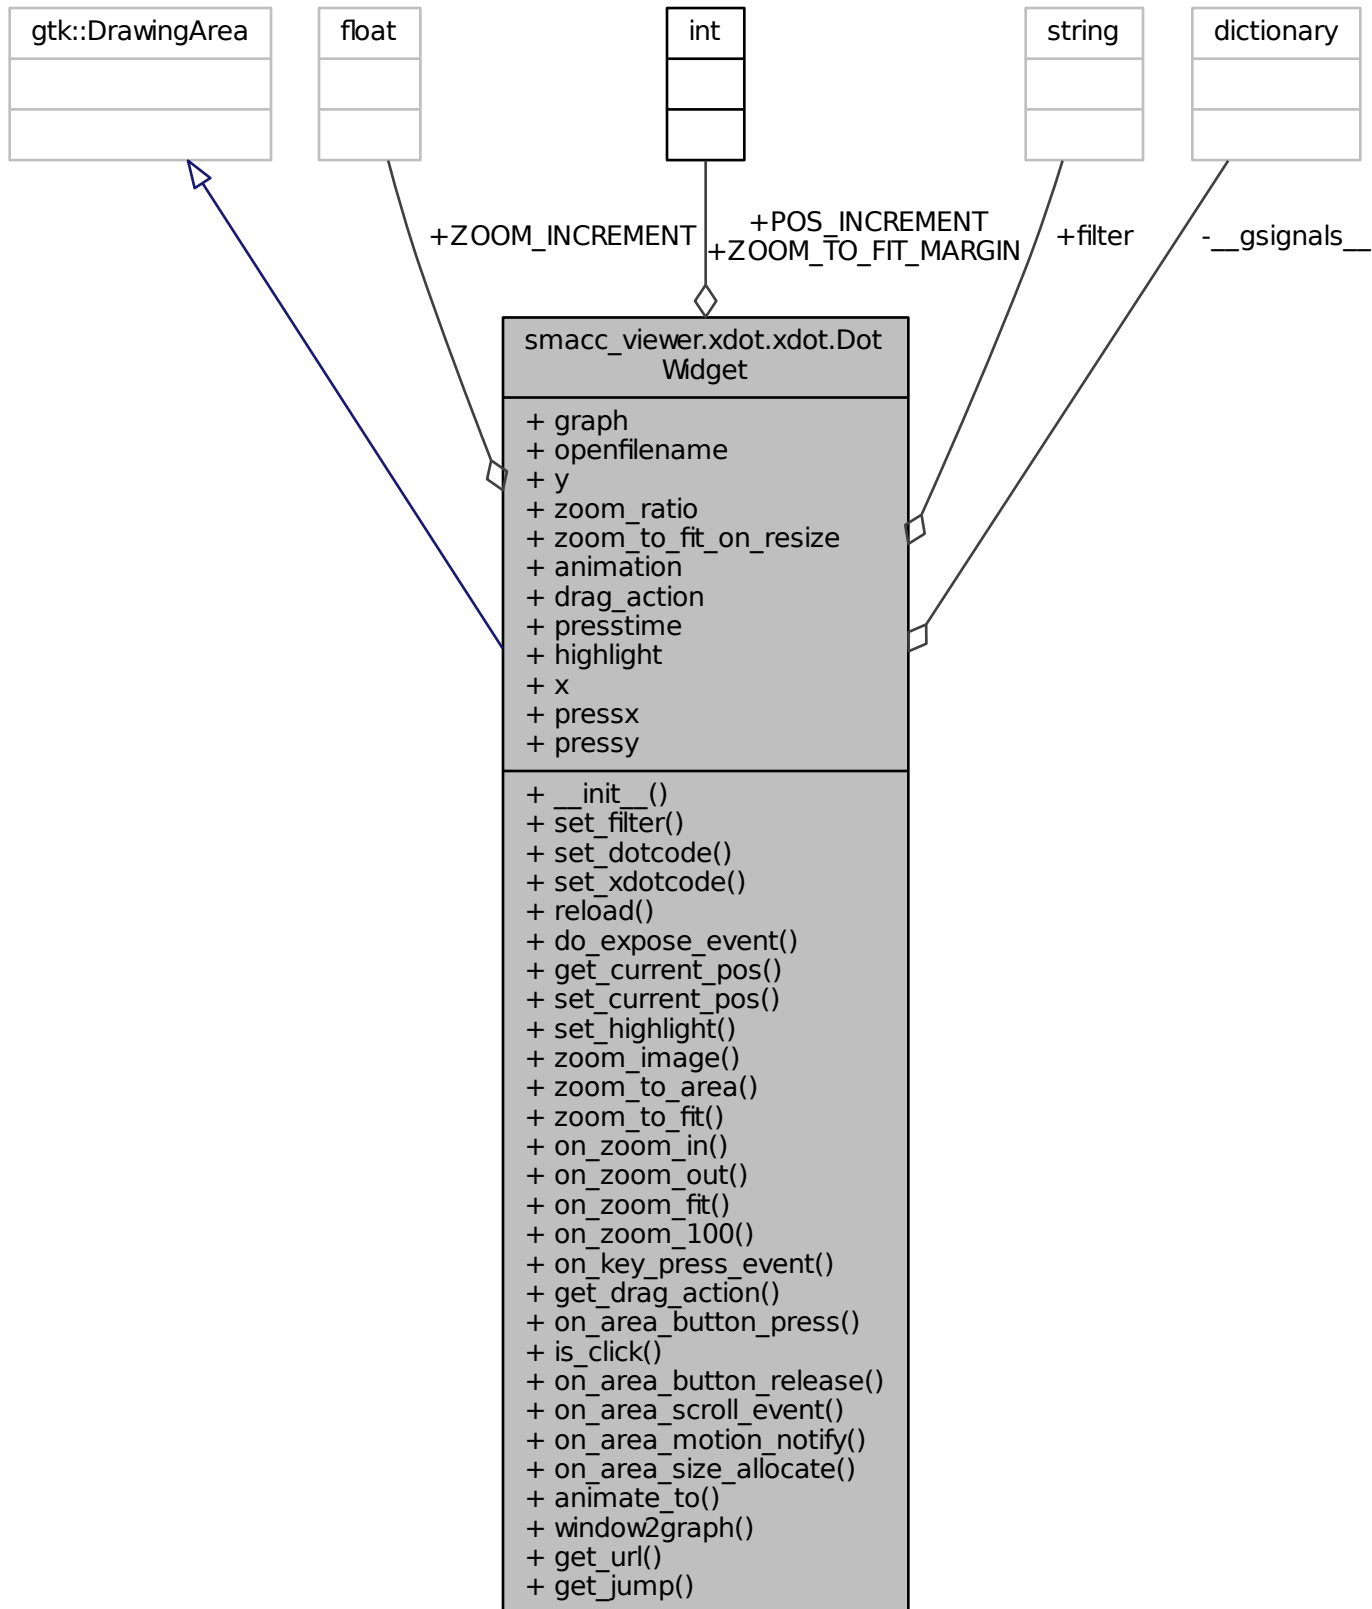 gtk::DrawingArea
float
int
string
dictionary
+ZOOM_INCREMENT
+POS_INCREMENT
+ZOOM_TO_FIT_MARGIN
+filter
-__gsignals__
smacc_viewer.xdot.xdot.Dot
Widget
+ graph
+ openfilename
+ y
+ zoom_ratio
+ zoom_to_fit_on_resize
+ animation
+ drag_action
+ presstime
+ highlight
+ x
+ pressx
+ pressy
+ __init__()
+ set_filter()
+ set_dotcode()
+ set_xdotcode()
+ reload()
+ do_expose_event()
+ get_current_pos()
+ set_current_pos()
+ set_highlight()
+ zoom_image()
+ zoom_to_area()
+ zoom_to_fit()
+ on_zoom_in()
+ on_zoom_out()
+ on_zoom_fit()
+ on_zoom_100()
+ on_key_press_event()
+ get_drag_action()
+ on_area_button_press()
+ is_click()
+ on_area_button_release()
+ on_area_scroll_event()
+ on_area_motion_notify()
+ on_area_size_allocate()
+ animate_to()
+ window2graph()
+ get_url()
+ get_jump()